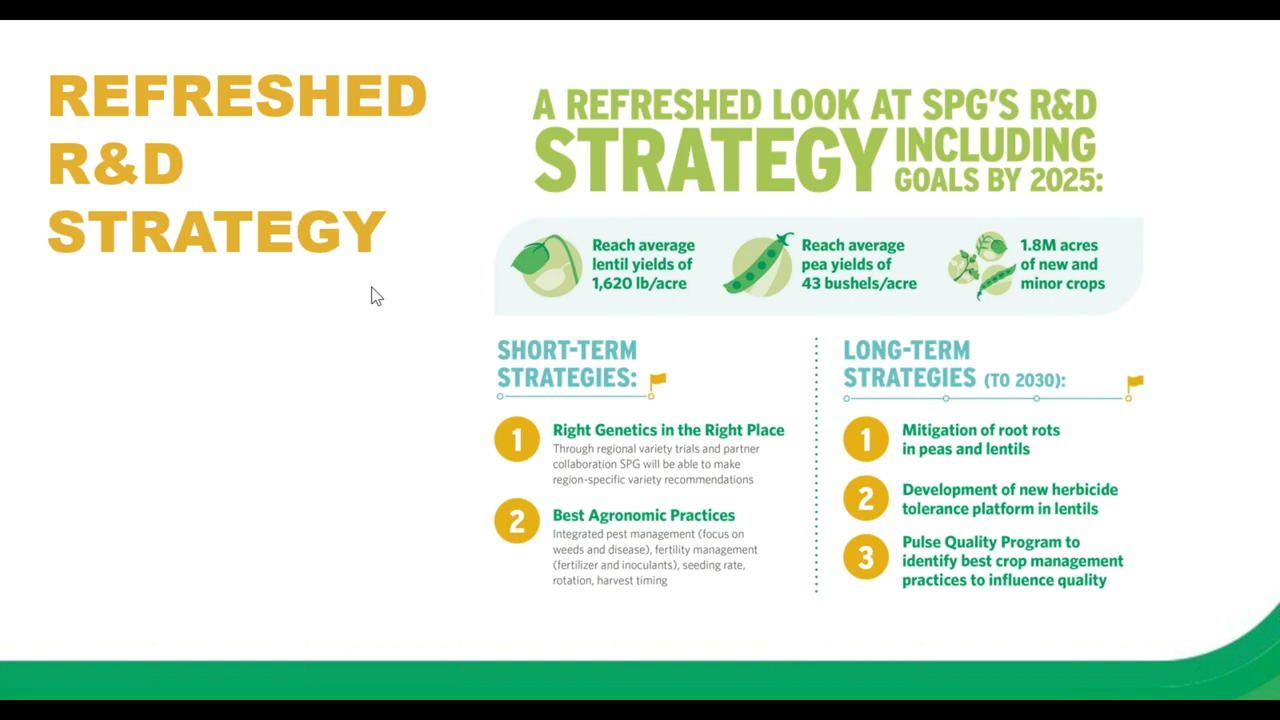 REFRESHED
R&D
STRATEGY
A REFRESHED LOOK AT SPG'S R&D
STRATEGY INCLUDING
GOALS BY 2025:
Reach average
lentil yields of
1,620 lb/acre
Reach average
pea yields of
43 bushels/acre
1.8M acres
of new and
minor crops
SHORT-TERM
STRATEGIES:
1 Right Genetics in the Right Place
Through regional variety trials and partner
collaboration SPG will be able to make
region-specific variety recommendations
2 Best Agronomic Practices
Integrated pest management (focus on
weeds and disease), fertility management
(fertilizer and inoculants), seeding rate,
rotation, harvest timing
LONG-TERM
STRATEGIES (TO 2030):
1 Mitigation of root rots
in peas and lentils
2 Development of new herbicide
tolerance platform in lentils
3 Pulse Quality Program to
identify best crop management
practices to influence quality